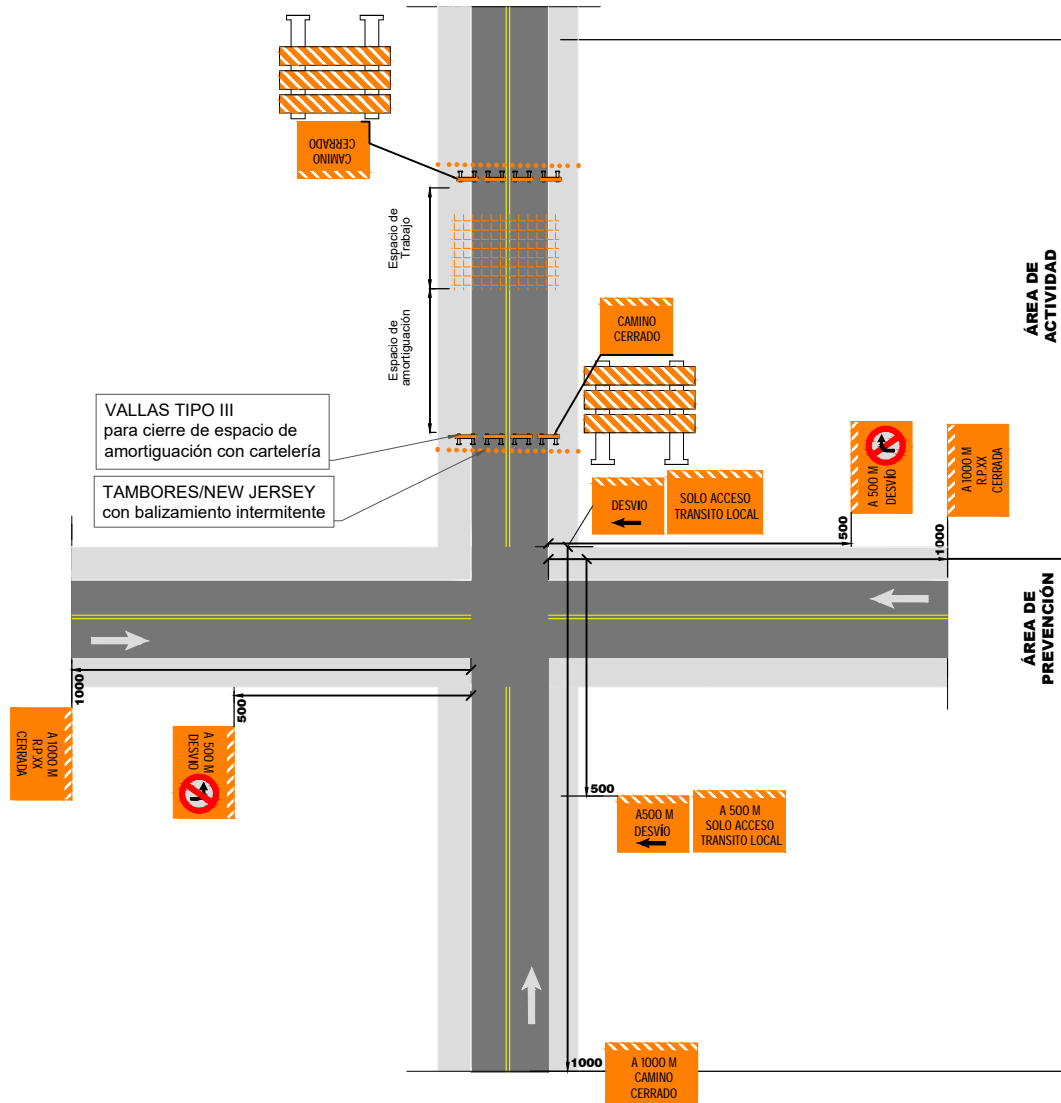 CAMINO
CERRADO
Espacio de
Trabajo
ÁREA DE
ACTIVIDAD
Espacio de
amortiguación
CAMINO
CERRADO
VALLAS TIPO III
para cierre de espacio de
amortiguación con cartelería
TAMBORES/NEW JERSEY
con balizamiento intermitente
DESVIO
SOLO ACCESO
TRANSITO LOCAL
A 500 M
DESVÍO
A 1000 M
R.P.XX
CERRADA
500
1000
ÁREA DE
PREVENCIÓN
1000
500
A 1000 M
R.P.XX
CERRADA
A 500 M
DESVÍO
500
A500 M
DESVÍO
A 500 M
SOLO ACCESO
TRANSITO LOCAL
1000
A 1000 M
CAMINO
CERRADO